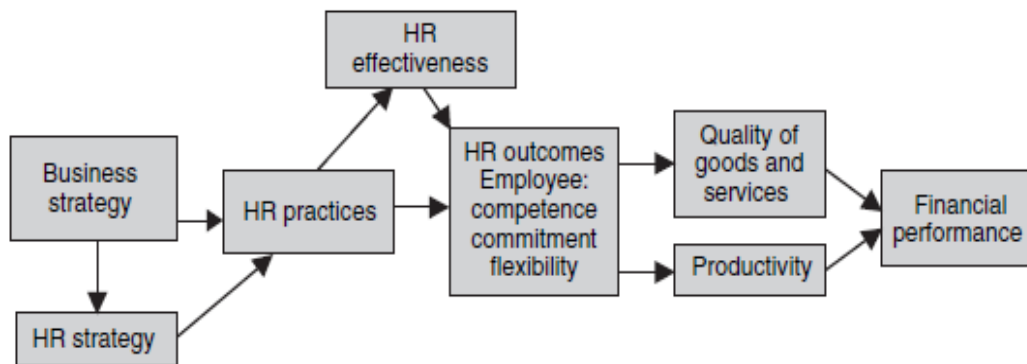 HR
effectiveness
Business
strategy
HR strategy
HR practices
HR outcomes
Employee:
competence
commitment
flexibility
Quality of
goods and
services
Productivity
Financial
performance